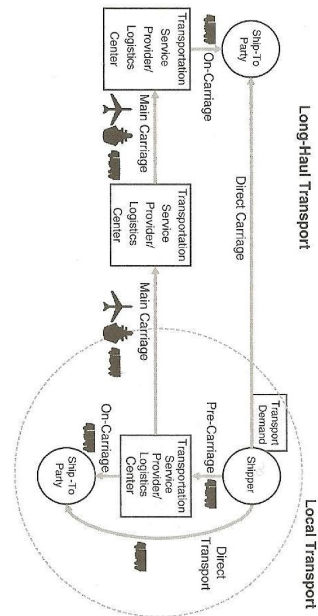 Long-Haul Transport
Local Transport
Transport
Demand
Ship-To
Party
Direct Carriage
Shipper
On-Carriage
Pre-Carriage
Direct
Transport
Transportation
Service
Provider/
Logistics
Center
Main Carriage
Transportation
Service
Provider/
Logistics
Center
Main Carriage
Transportation
Service
Provider/
Logistics
Center
On-Carriage
Ship-To
Party